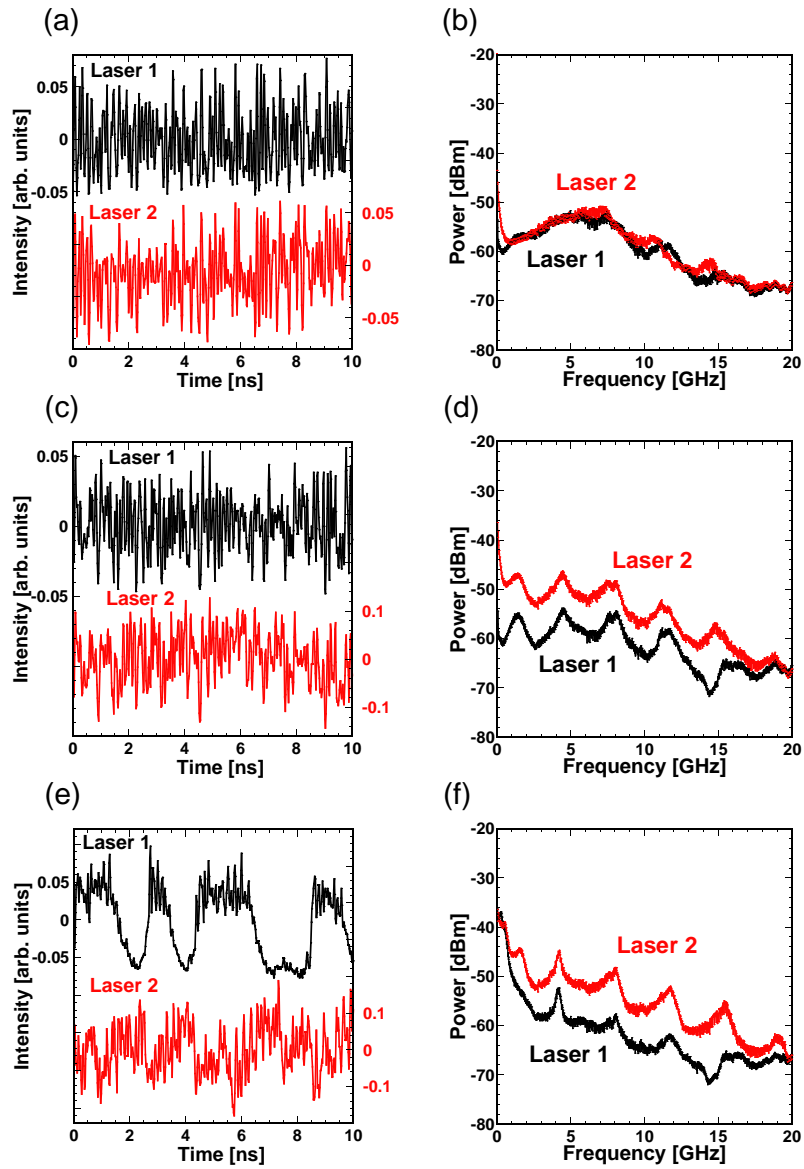 (a)
Laser 1
0.05
0
-0.05
Laser 2
0.05
0
-0.05
Intensity [arb. units]
0 2 4 6 8 10
Time [ns]
(b)
-20
-30
-40
-50
-60
-70
-80
Power [dBm]
Laser 2
Laser 1
0 5 10 15 20
Frequency [GHz]
(c)
0.05
Laser 1
0
-0.05
Laser 2
0.1
0
-0.1
Intensity [arb. units]
0 2 4 6 8 10
Time [ns]
(d)
-20
-30
-40
-50
-60
-70
-80
Power [dBm]
Laser 2
Laser 1
0 5 10 15 20
Frequency [GHz]
(e)
Laser 1
0.05
0
-0.05
Laser 2
0.1
0
-0.1
Intensity [arb. units]
0 2 4 6 8 10
Time [ns]
(f)
-20
-30
-40
-50
-60
-70
-80
Power [dBm]
Laser 2
Laser 1
0 5 10 15 20
Frequency [GHz]